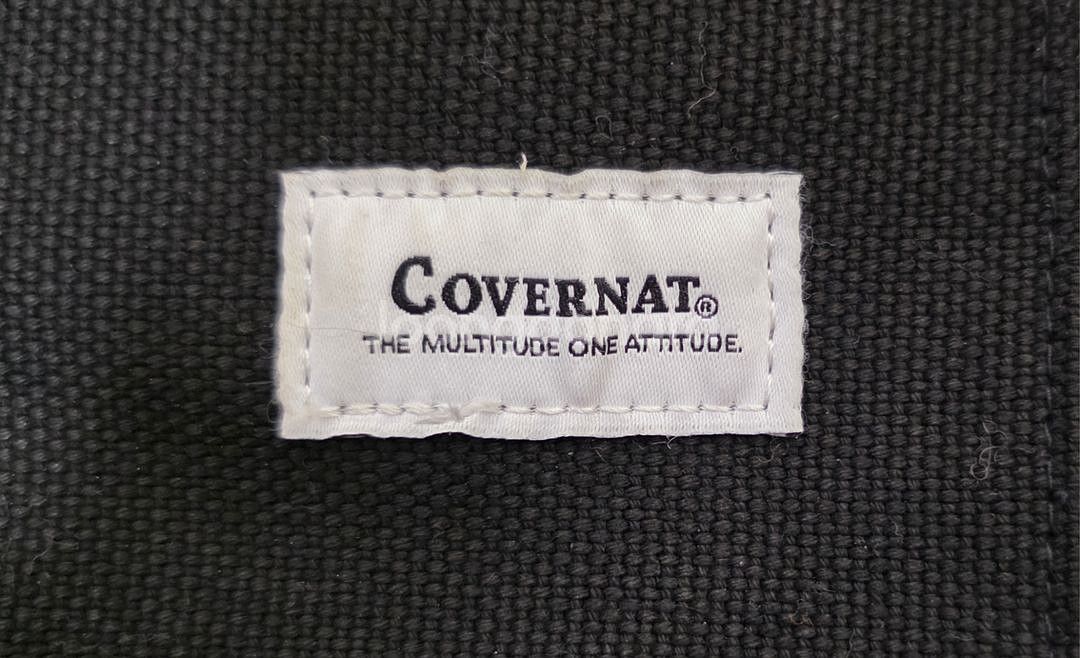 COVERNAT®
THE MULTITUDE ONE ATTITUDE.